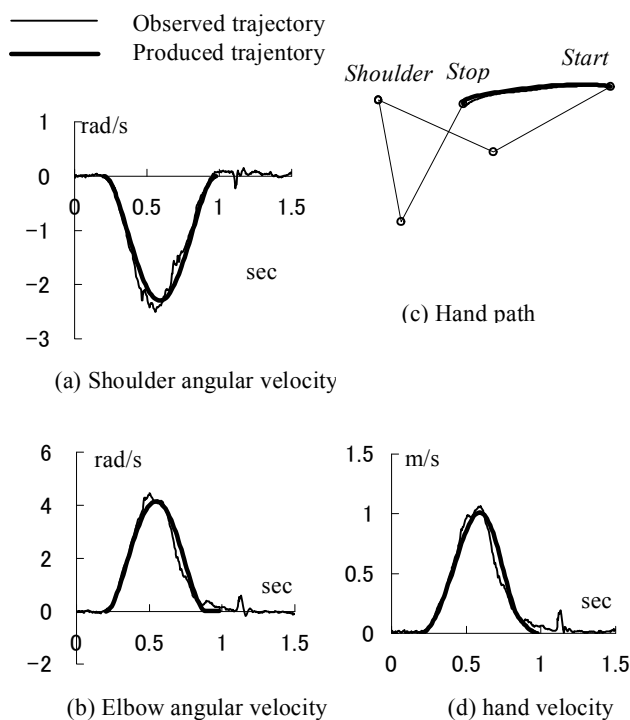 Observed trajectory
Produced trajentory
rad/s
1
0
−1
−2
−3
0
0.5
1
1.5
sec
(a) Shoulder angular velocity
Shoulder
Stop
Start
(c) Hand path
rad/s
6
4
2
0
−2
0
0.5
1
1.5
sec
(b) Elbow angular velocity
m/s
1.5
1
0.5
0
0
0.5
1
1.5
sec
(d) hand velocity